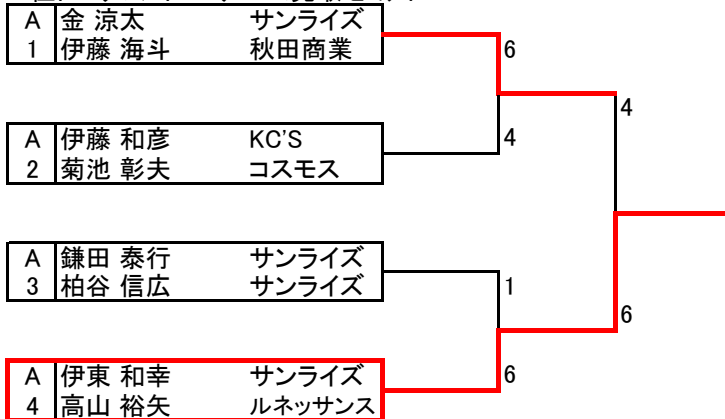 A 金 涼太 サンライズ
1 伊藤 海斗 秋田商業
6
4
A 伊藤 和彦 KC'S
2 菊池 彰夫 コスモス
4
A 鎌田 泰行 サンライズ
3 柏谷 信広 サンライズ
1
6
A 伊東 和幸 サンライズ
4 高山 裕矢 ルネッサンス
6